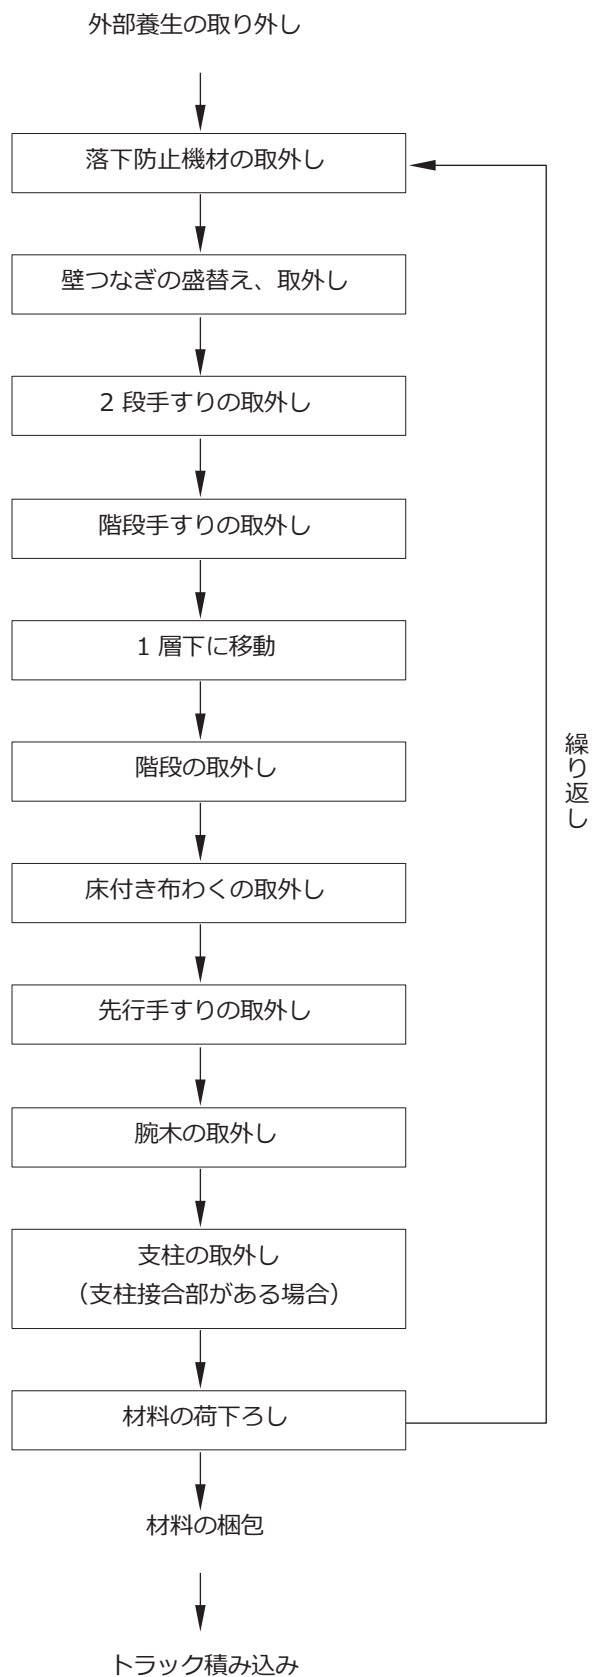 外部養生の取り外し
落下防止機材の取外し
壁つなぎの盛替え、取外し
2 段手すりの取外し
階段手すりの取外し
1 層下に移動
階段の取外し
床付き布わくの取外し
先行手すりの取外し
腕木の取外し
支柱の取外し
（支柱接合部がある場合）
材料の荷下ろし
繰り返し
材料の梱包
トラック積み込み